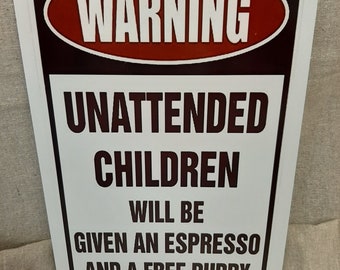 WARNING
UNATTENDED
CHILDREN
WILL BE
GIVEN AN ESPRESSO
AND A FREE PUPPY